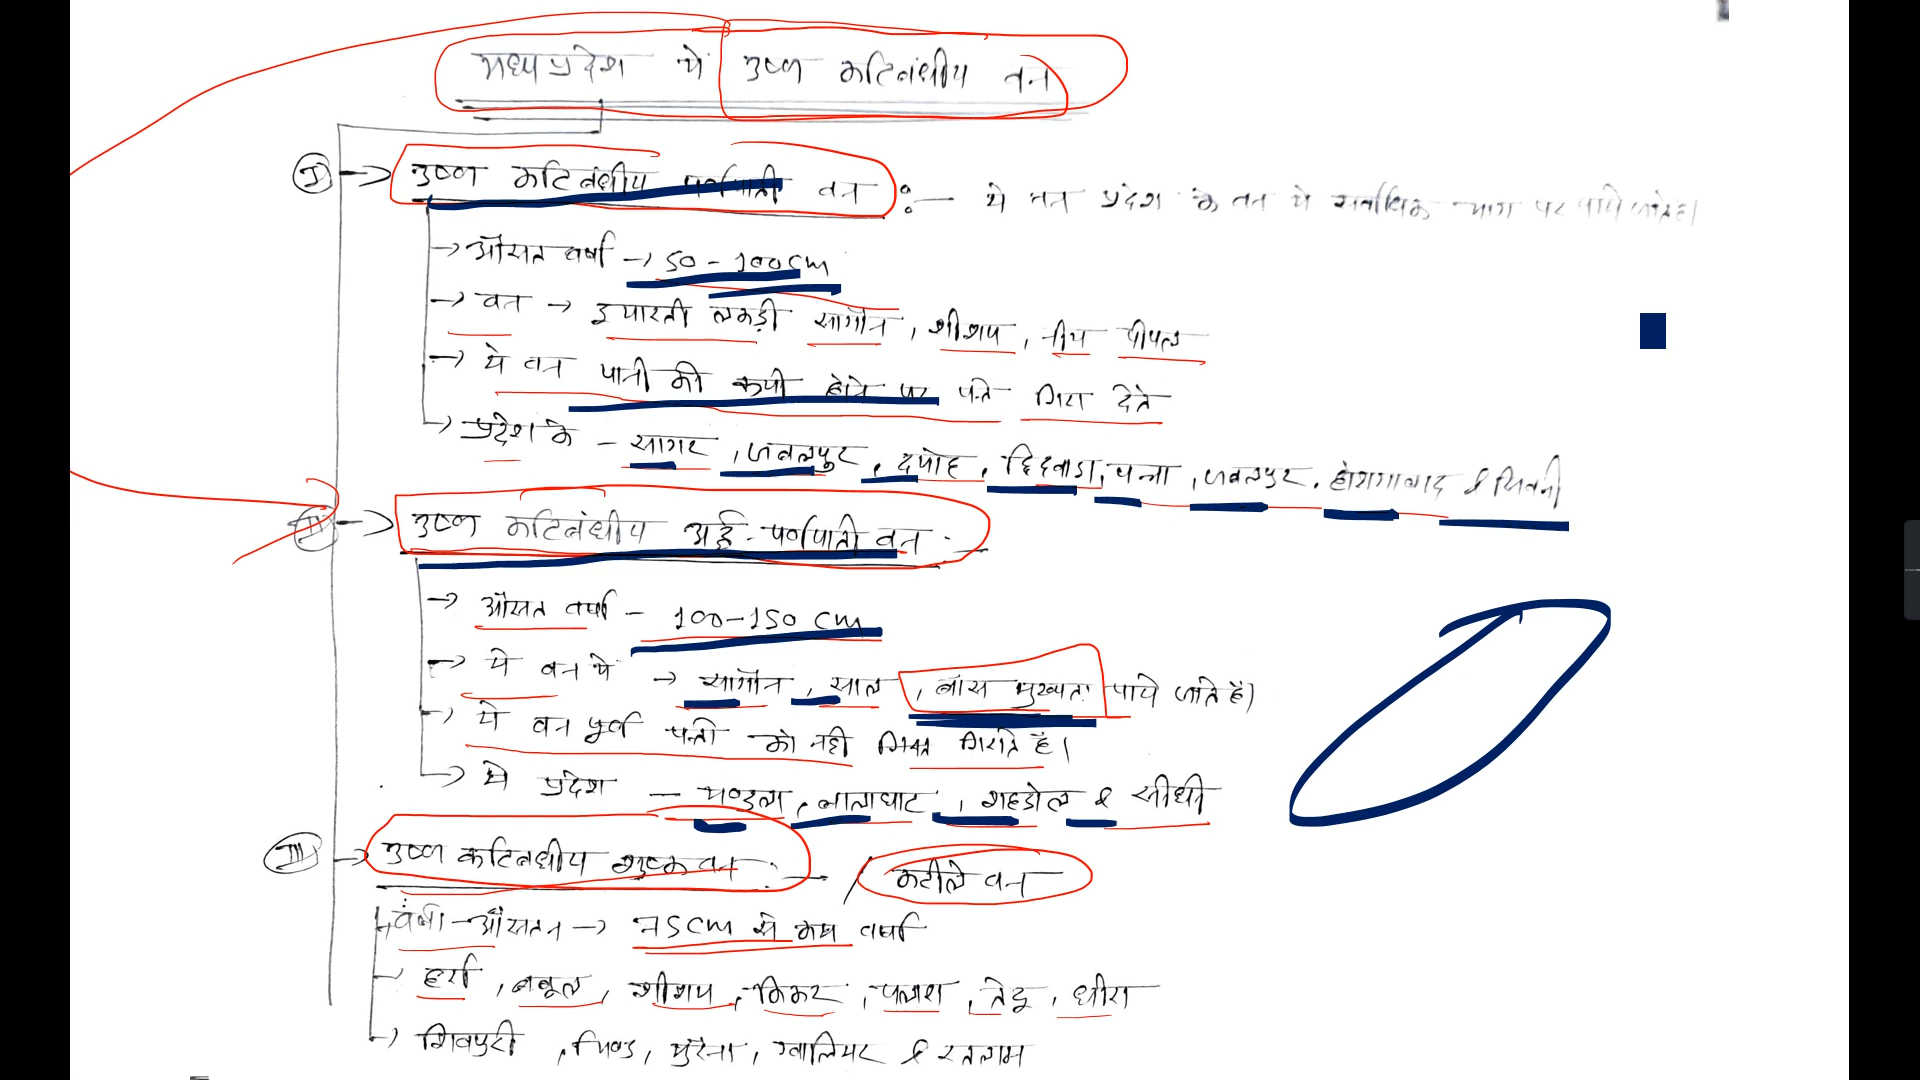 मध्यप्रदेश मे उष्ण कटिबंधीय वन
I → उष्ण कटिबंधीय पर्णपाती वन :— ये वन प्रदेश के वन मे सर्वाधिक भाग पर पाये जाते है।
→ औसत वर्षा → 50 - 100 cm
→ वन → इमारती लकड़ी सागौन, शीशम, नीम पीपल
→ ये वन पानी की कमी होने पर पत्ते गिरा देते
→ प्रदेश के - सागर, जबलपुर, दमोह, छिंदवाडा, पन्ना, जबलपुर, होशंगाबाद & सिवनी
II → उष्ण कटिबंधीय अर्द्ध-पर्णपाती वन :—
→ औसत वर्षा - 100-150 cm
→ ये वन मे → सागौन, साल, बाँस मुख्यतः पाये जाते है।
→ ये वन पूर्ण पत्ती को नही गिराते है।
→ ये प्रदेश — मण्डला, बालाघाट, शहडोल & सीधी
III → उष्ण कटिबंधीय शुष्क वन :— / कटीले वन
→ वर्षा - औसतन → 75 cm से कम वर्षा
→ हर्रा, बबूल, शीशम, किकर, पलाश, तेंदू, धौरा
→ शिवपुरी, भिण्ड, मुरैना, ग्वालियर & रतलाम